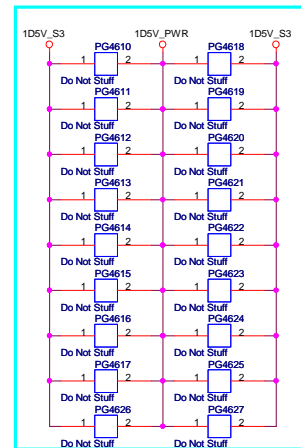 1D5V_S3 1D5V_PWR 1D5V_S3
PG4610 PG4618
1 2 1 2
Do Not Stuff Do Not Stuff
PG4611 PG4619
1 2 1 2
Do Not Stuff Do Not Stuff
PG4612 PG4620
1 2 1 2
Do Not Stuff Do Not Stuff
PG4613 PG4621
1 2 1 2
Do Not Stuff Do Not Stuff
PG4614 PG4622
1 2 1 2
Do Not Stuff Do Not Stuff
PG4615 PG4623
1 2 1 2
Do Not Stuff Do Not Stuff
PG4616 PG4624
1 2 1 2
Do Not Stuff Do Not Stuff
PG4617 PG4625
1 2 1 2
Do Not Stuff Do Not Stuff
PG4626 PG4627
1 2 1 2
Do Not Stuff Do Not Stuff